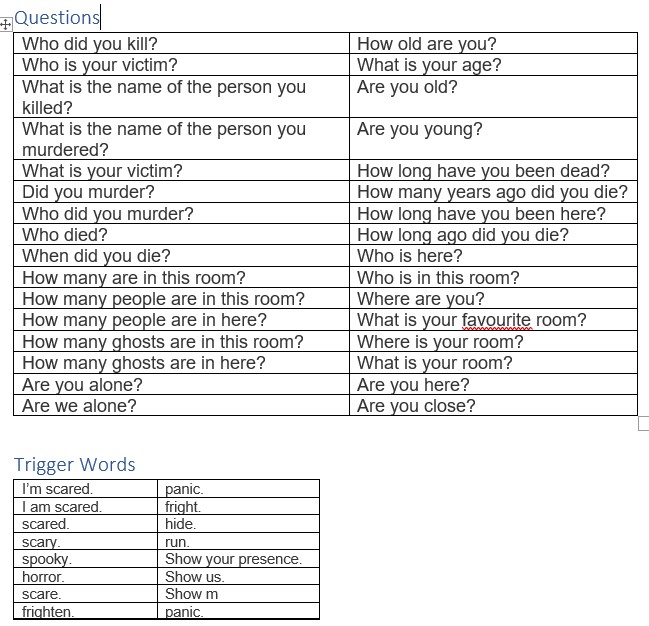 Questions
Who did you kill? How old are you?
Who is your victim? What is your age?
What is the name of the person you Are you old?
killed?
What is the name of the person you Are you young?
murdered?
What is your victim? How long have you been dead?
Did you murder? How many years ago did you die?
Who did you murder? How long have you been here?
Who died? How long ago did you die?
When did you die? Who is here?
How many are in this room? Who is in this room?
How many people are in this room? Where are you?
How many people are in here? What is your favourite room?
How many ghosts are in this room? Where is your room?
How many ghosts are in here? What is your room?
Are you alone? Are you here?
Are we alone? Are you close?
Trigger Words
I'm scared. panic.
I am scared. fright.
scared. hide.
scary. run.
spooky. Show your presence.
horror. Show us.
scare. Show m
frighten. panic.